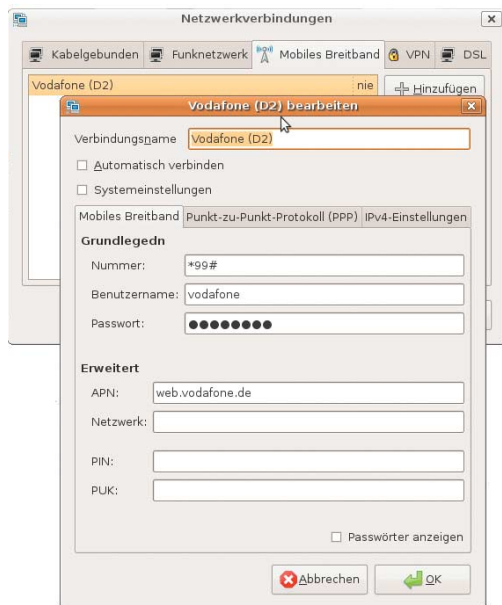 Netzwerkverbindungen
Kabelgebunden Funknetzwerk Mobiles Breitband VPN DSL
Vodafone (D2) nie Hinzufügen
Vodafone (D2) bearbeiten
Verbindungsname Vodafone (D2)
Automatisch verbinden
Systemeinstellungen
Mobiles Breitband Punkt-zu-Punkt-Protokoll (PPP) IPv4-Einstellungen
Grundlegedn
Nummer: *99#
Benutzername: vodafone
Passwort: ●●●●●●●●
Erweitert
APN: web.vodafone.de
Netzwerk:
PIN:
PUK:
Passwörter anzeigen
Abbrechen OK